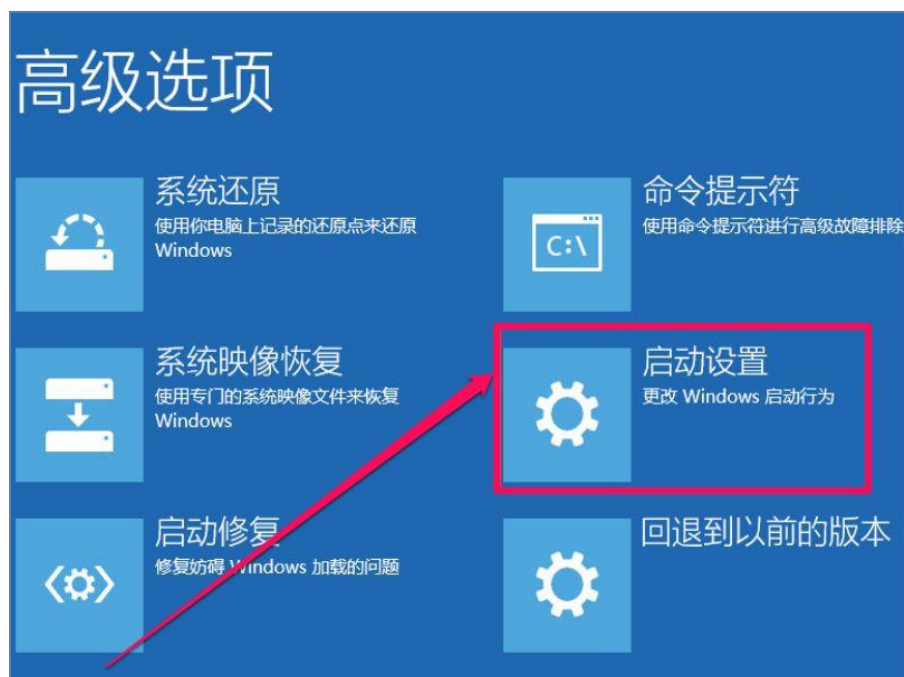 高级选项
系统还原
使用你电脑上记录的还原点来还原
Windows
命令提示符
使用命令提示符进行高级故障排除
C:\
系统映像恢复
使用专门的系统映像文件来恢复
Windows
启动设置
更改 Windows 启动行为
启动修复
修复妨碍 Windows 加载的问题
回退到以前的版本